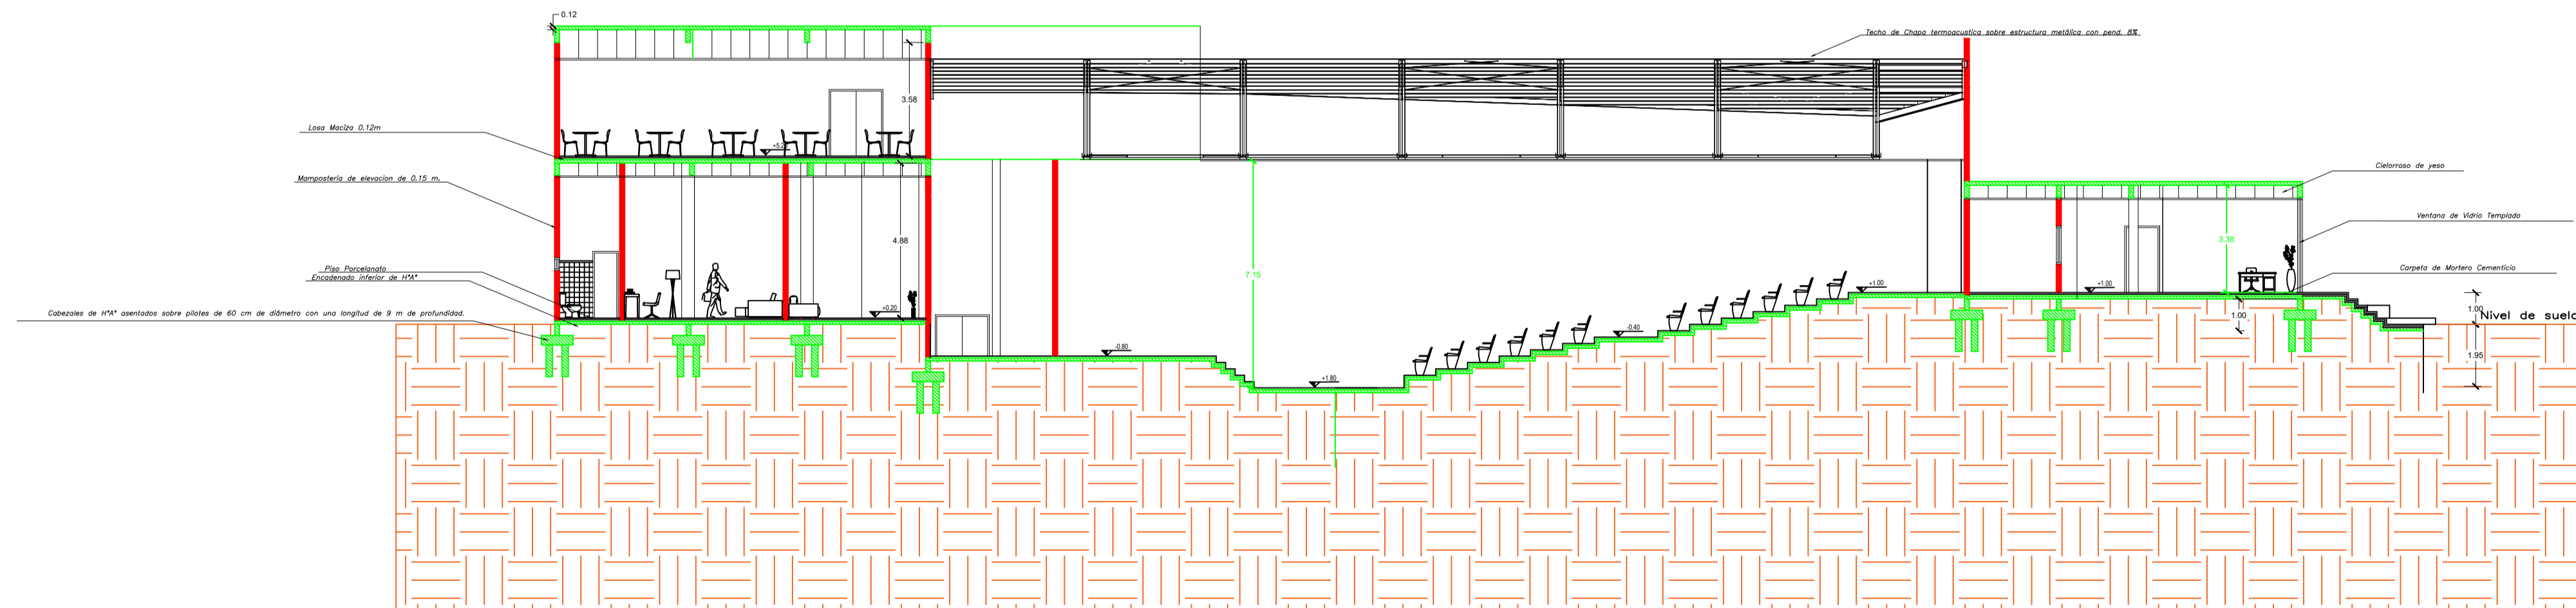 0.12
Techo de Chapa termoacustica sobre estructura metálica con pend. 8%
3.58
Losa Maciza 0.12m
Cielorraso de yeso
Mamposteria de elevacion de 0.15 m.
Ventana de Vidrio Templado
4.88
3.38
7.15
Piso Porcelanato
Encadenado inferior de H°A°
Carpeta de Mortero Cementicio
+1.00
+1.00
+0.20
Cabezales de H°A° asentados sobre pilotes de 60 cm de diâmetro con una longitud de 9 m de profundidad.
1.00
1.00
Nivel de suelo
-0.40
-0.80
1.95
+1.80